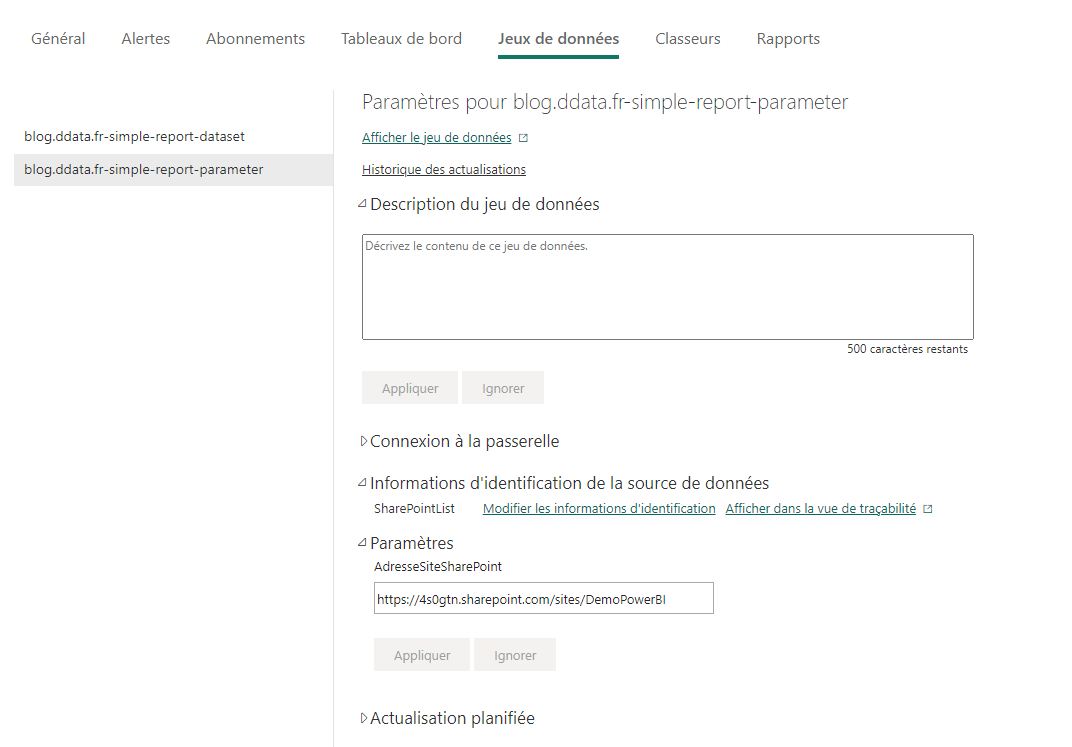 Général Alertes Abonnements Tableaux de bord Jeux de données Classeurs Rapports
blog.ddata.fr-simple-report-dataset
blog.ddata.fr-simple-report-parameter
Paramètres pour blog.ddata.fr-simple-report-parameter
Afficher le jeu de données
Historique des actualisations
Description du jeu de données
Décrivez le contenu de ce jeu de données.
500 caractères restants
Appliquer Ignorer
Connexion à la passerelle
Informations d'identification de la source de données
SharePointList Modifier les informations d'identification Afficher dans la vue de traçabilité
Paramètres
AdresseSiteSharePoint
https://4s0gtn.sharepoint.com/sites/DemoPowerBI
Appliquer Ignorer
Actualisation planifiée